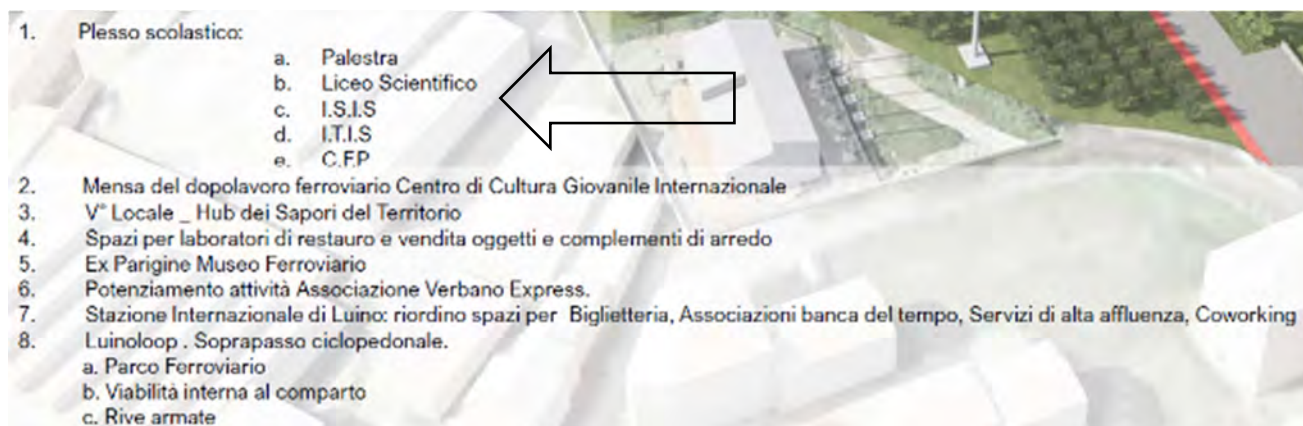 1. Plesso scolastico:
a. Palestra
b. Liceo Scientifico
c. I.S.I.S
d. I.T.I.S
e. C.F.P
2. Mensa del dopolavoro ferroviario Centro di Cultura Giovanile Internazionale
3. V° Locale _ Hub dei Sapori del Territorio
4. Spazi per laboratori di restauro e vendita oggetti e complementi di arredo
5. Ex Parigine Museo Ferroviario
6. Potenziamento attività Associazione Verbano Express.
7. Stazione Internazionale di Luino: riordino spazi per Biglietteria, Associazioni banca del tempo, Servizi di alta affluenza, Coworking
8. Luinoloop . Soprapasso ciclopedonale.
a. Parco Ferroviario
b. Viabilità interna al comparto
c. Rive armate